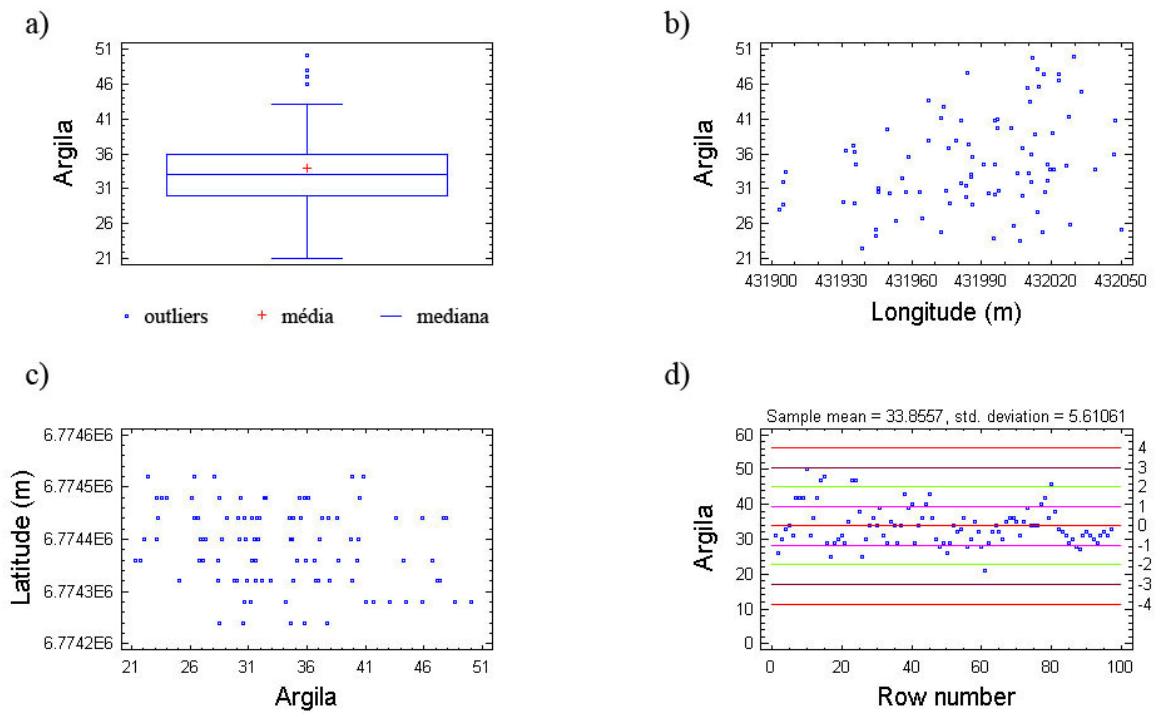 a)
51
46
41
36
31
26
21
Argila
outliers + média — mediana
b)
51
46
41
36
31
26
21
Argila
431900 431930 431960 431990 432020 432050
Longitude (m)
c)
6.7746E6
6.7745E6
6.7744E6
6.7743E6
6.7742E6
Latitude (m)
21 26 31 36 41 46 51
Argila
d)
Sample mean = 33.8557, std. deviation = 5.61061
60
50
40
30
20
10
0
Argila
4
3
2
1
0
-1
-2
-3
-4
0 20 40 60 80 100
Row number